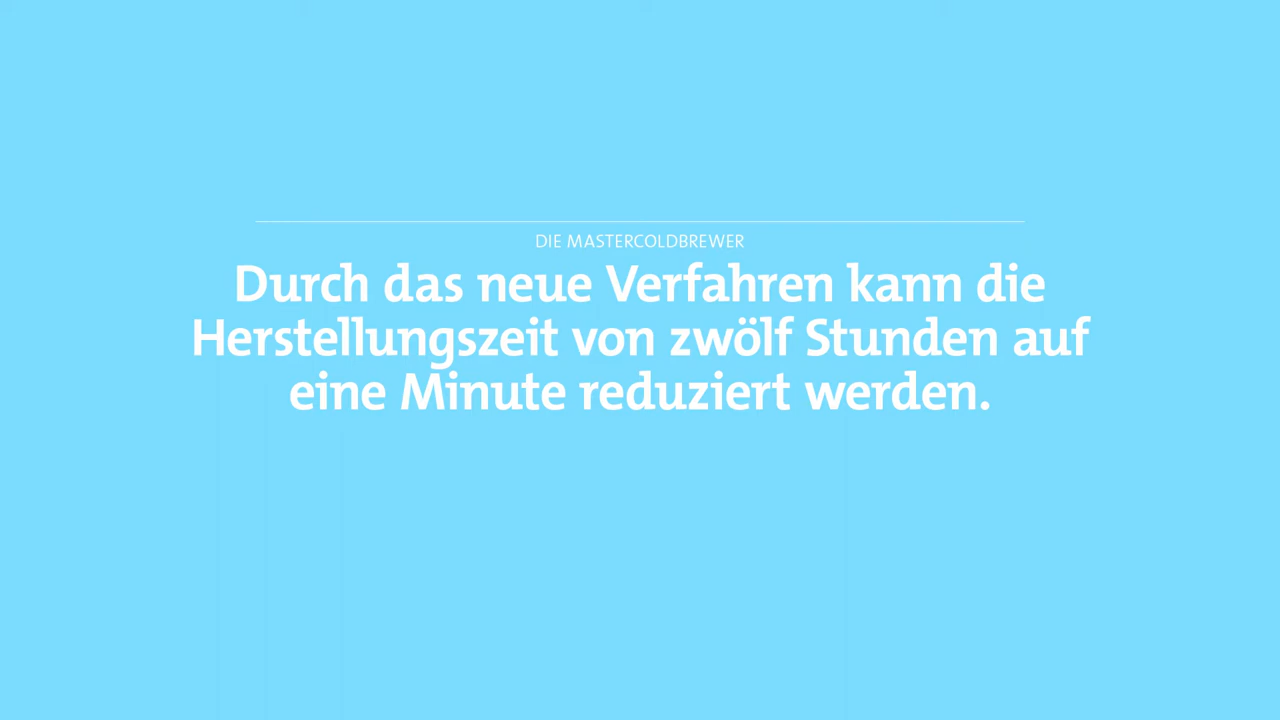 DIE MASTERCOLDBREWER
Durch das neue Verfahren kann die
Herstellungszeit von zwölf Stunden auf
eine Minute reduziert werden.